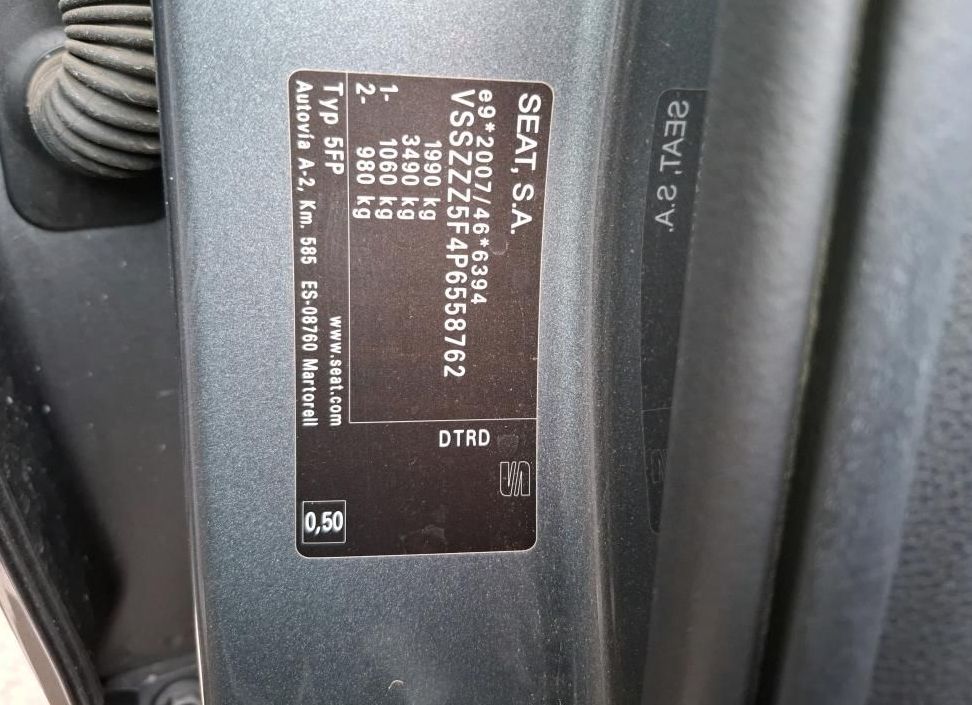 SEAT, S.A.
e9*2007/46*6394
VSSZZZ5F4P6558762
1990 kg
3490 kg
1- 1060 kg
2- 980 kg
DTRD
Typ 5FP
www.seat.com
Autovía A-2, Km. 585 ES-08760 Martorell
0,50
SEAT, S.A.